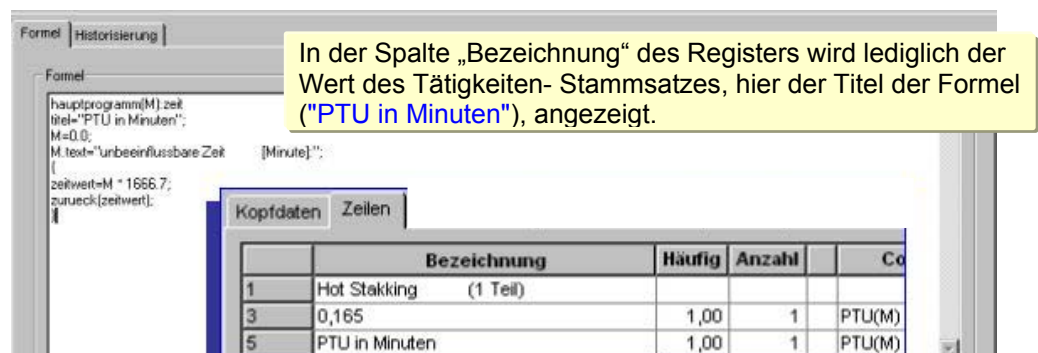 Formel Historisierung
In der Spalte „Bezeichnung“ des Registers wird lediglich der
Wert des Tätigkeiten- Stammsatzes, hier der Titel der Formel
("PTU in Minuten"), angezeigt.
Formel
hauptprogramm(M):zeit
titel="PTU in Minuten";
M=0.0;
M.text="unbeeinflussbare Zeit [Minute]:";
{
zeitwert=M * 1666.7;
zurueck(zeitwert);
}
Kopfdaten Zeilen
Bezeichnung Häufig Anzahl Co
1 Hot Stakking (1 Teil)
3 0,165 1,00 1 PTU(M)
5 PTU in Minuten 1,00 1 PTU(M)